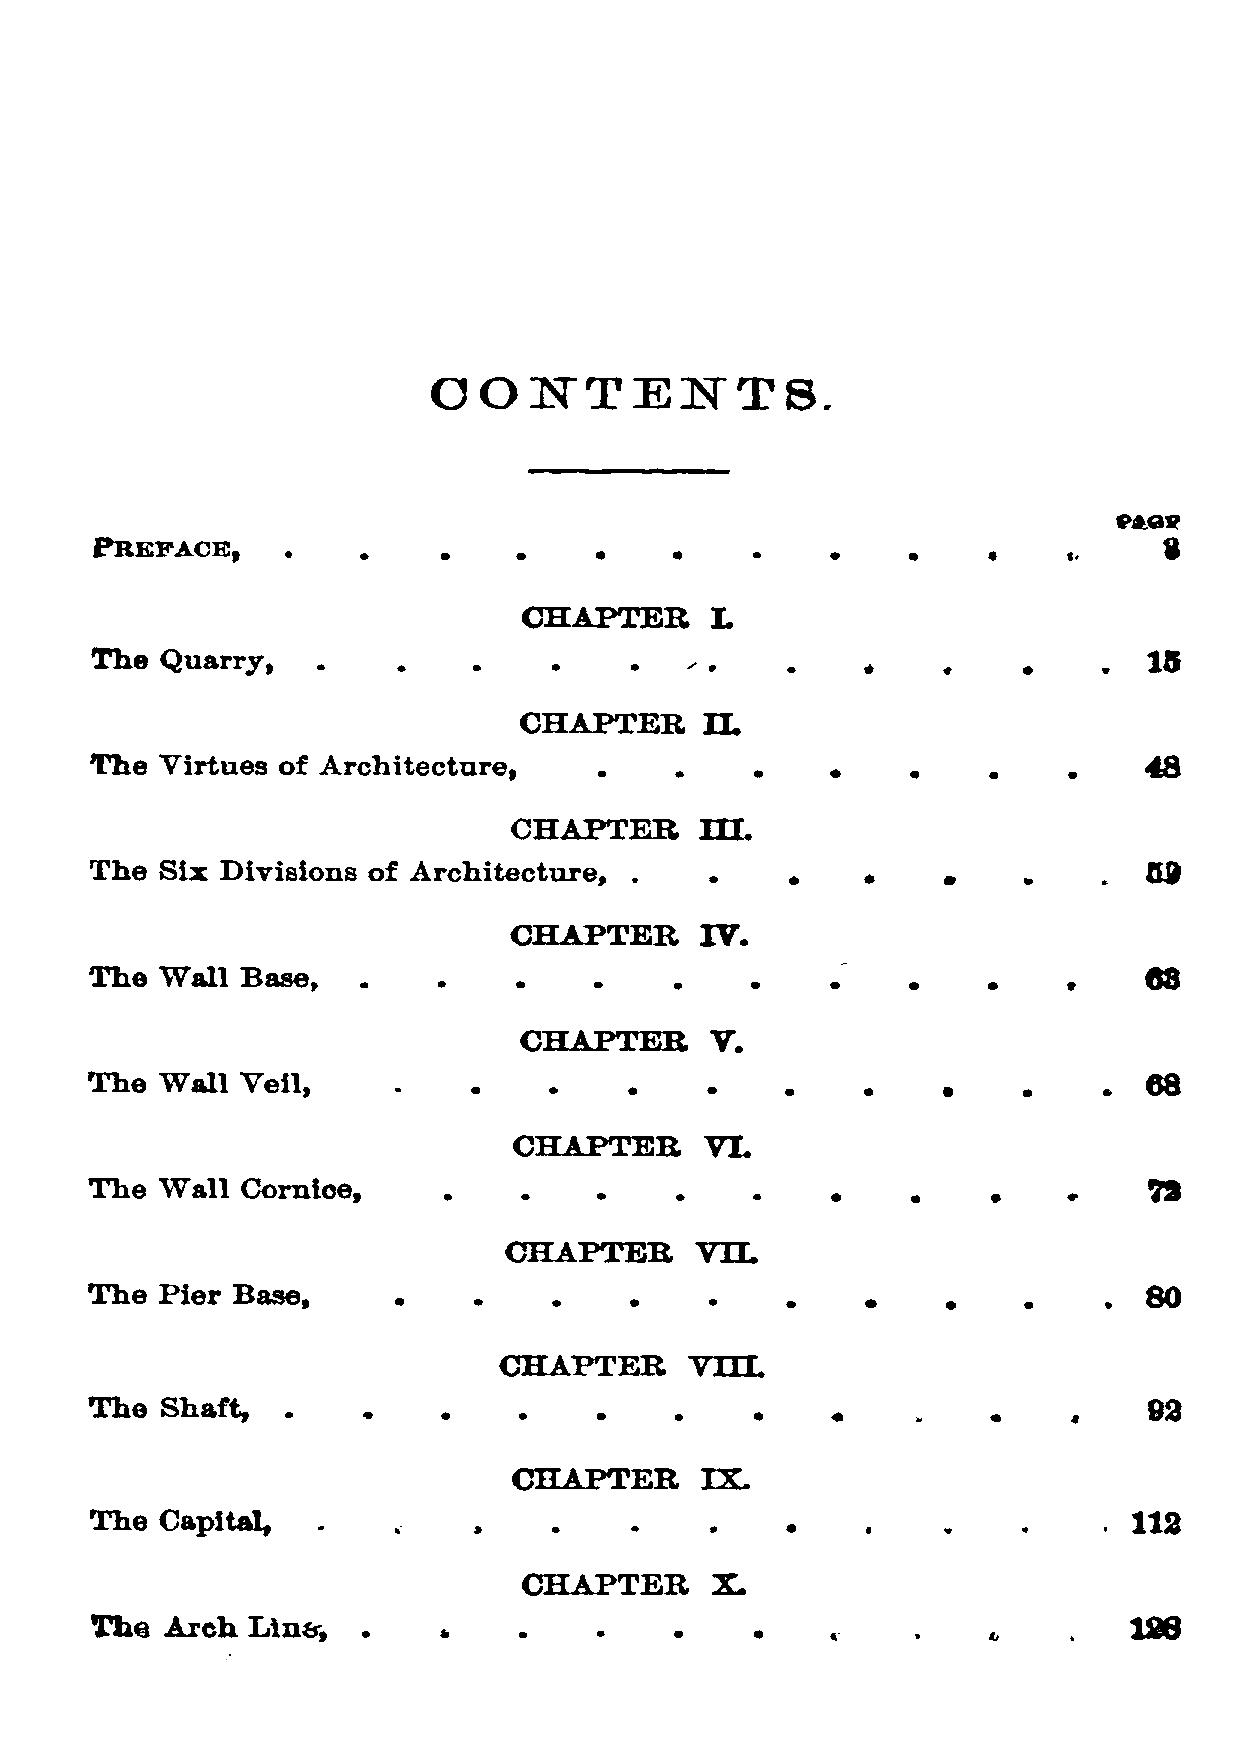 CONTENTS.
PAGE
PREFACE, . . . . . . . . . . .
CHAPTER I.
The Quarry, . . . . . . . . . . . 15
CHAPTER II.
The Virtues of Architecture, . . . . . . . 48
CHAPTER III.
The Six Divisions of Architecture, . . . . . . . 59
CHAPTER IV.
The Wall Base, . . . . . . . . . . 63
CHAPTER V.
The Wall Veil, . . . . . . . . . . 68
CHAPTER VI.
The Wall Cornice, . . . . . . . . .
CHAPTER VII.
The Pier Base, . . . . . . . . . . 80
CHAPTER VIII.
The Shaft, . . . . . . . . . . . 92
CHAPTER IX.
The Capital, . . . . . . . . . . . 112
CHAPTER X.
The Arch Line, . . . . . . . . . .